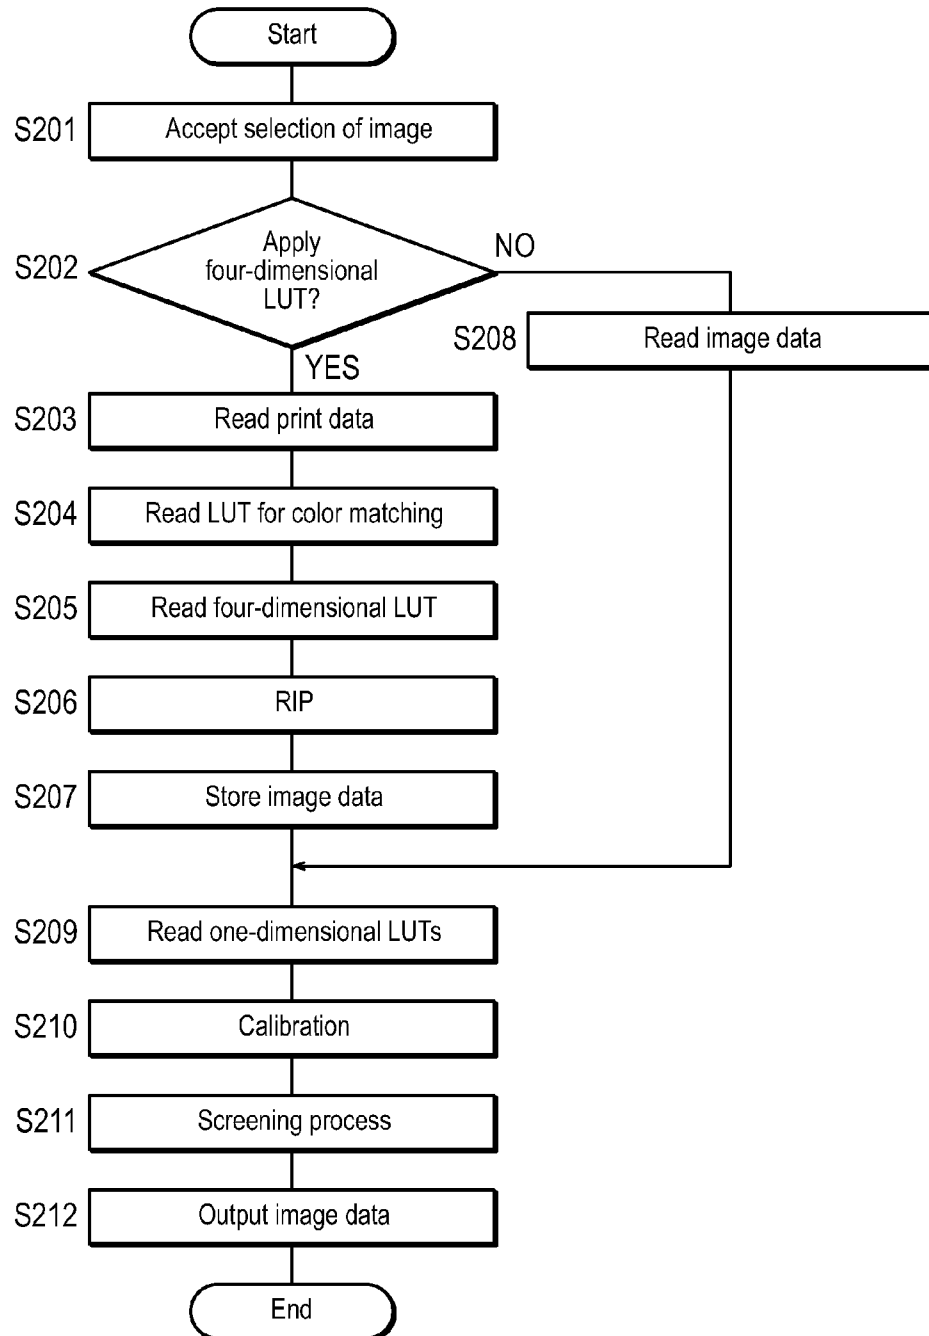 Start
S201
Accept selection of image
S202
Apply
four-dimensional
LUT?
NO
S208
Read image data
YES
S203
Read print data
S204
Read LUT for color matching
S205
Read four-dimensional LUT
S206
RIP
S207
Store image data
S209
Read one-dimensional LUTs
S210
Calibration
S211
Screening process
S212
Output image data
End